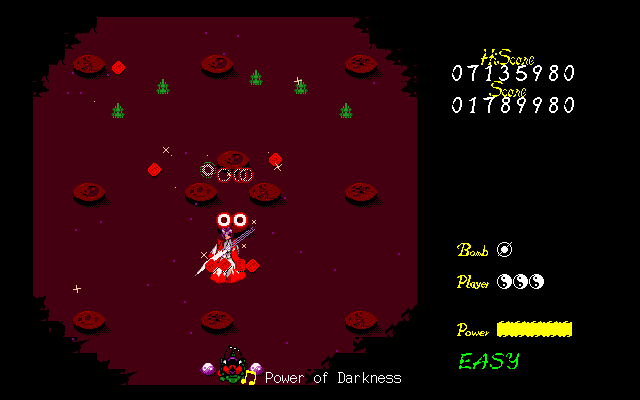 HiScore
07135980
Score
01789980
Bomb
Player
Power
EASY
Power of Darkness